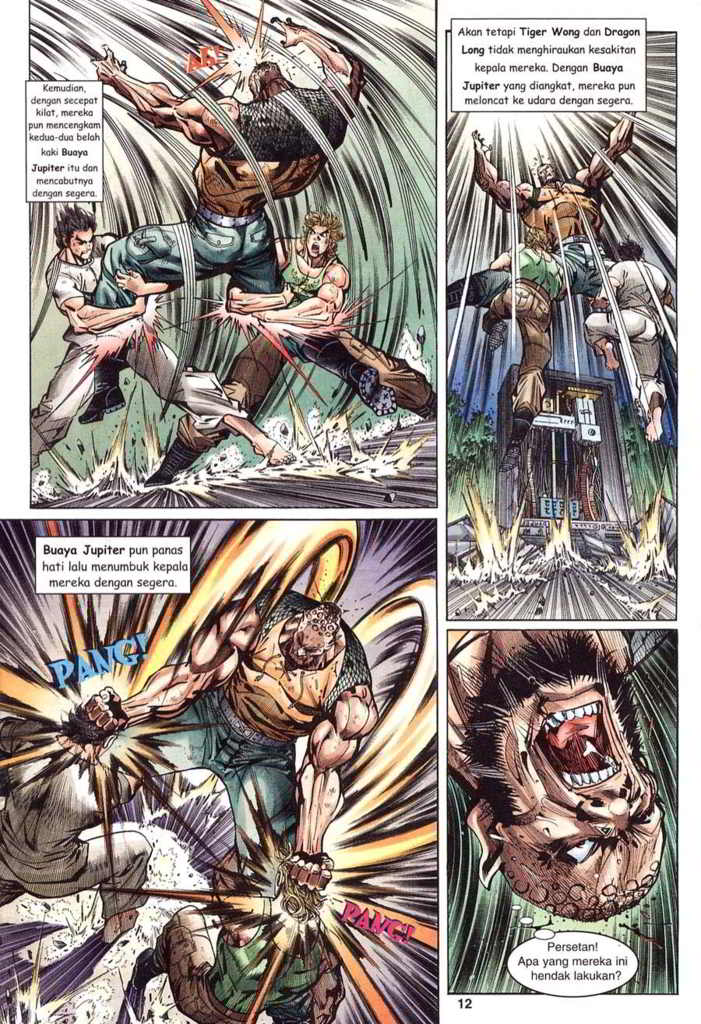 Kemudian,
dengan secepat
kilat, mereka
pun mencengkam
kedua-dua belah
kaki Buaya
Jupiter itu dan
mencabutnya
dengan segera.
AK!
Buaya Jupiter pun panas
hati lalu menumbuk kepala
mereka dengan segera.
PANG!
PANG!
Akan tetapi Tiger Wong dan Dragon
Long tidak menghiraukan kesakitan
kepala mereka. Dengan Buaya
Jupiter yang diangkat, mereka pun
meloncat ke udara dengan segera.
Persetan!
Apa yang mereka ini
hendak lakukan?
12